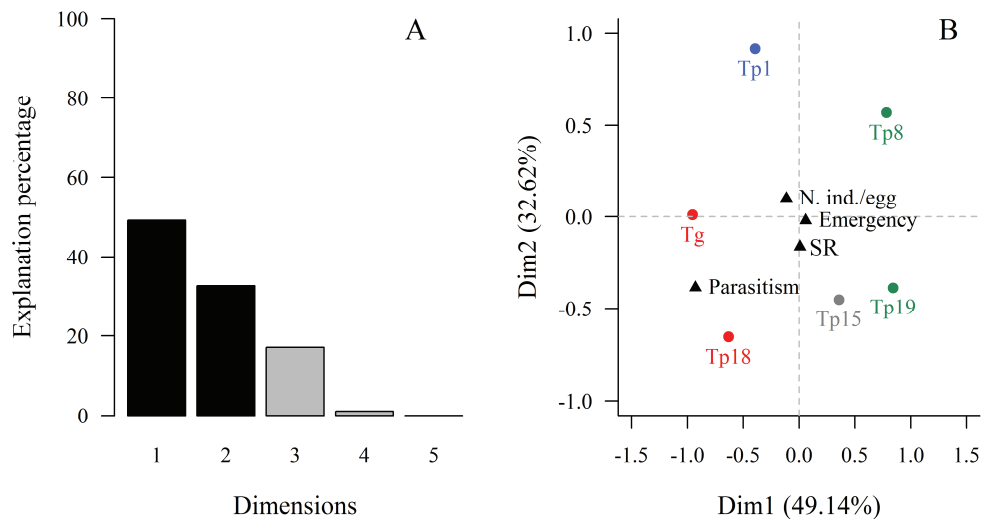 A
Explanation percentage
100
80
60
40
20
0
1 2 3 4 5
Dimensions
B
Dim2 (32.62%)
1.0
0.5
0.0
-0.5
-1.0
Tp1
Tp8
N. ind./egg
Emergency
Tg
SR
Parasitism
Tp15
Tp19
Tp18
-1.5 -1.0 -0.5 0.0 0.5 1.0 1.5
Dim1 (49.14%)